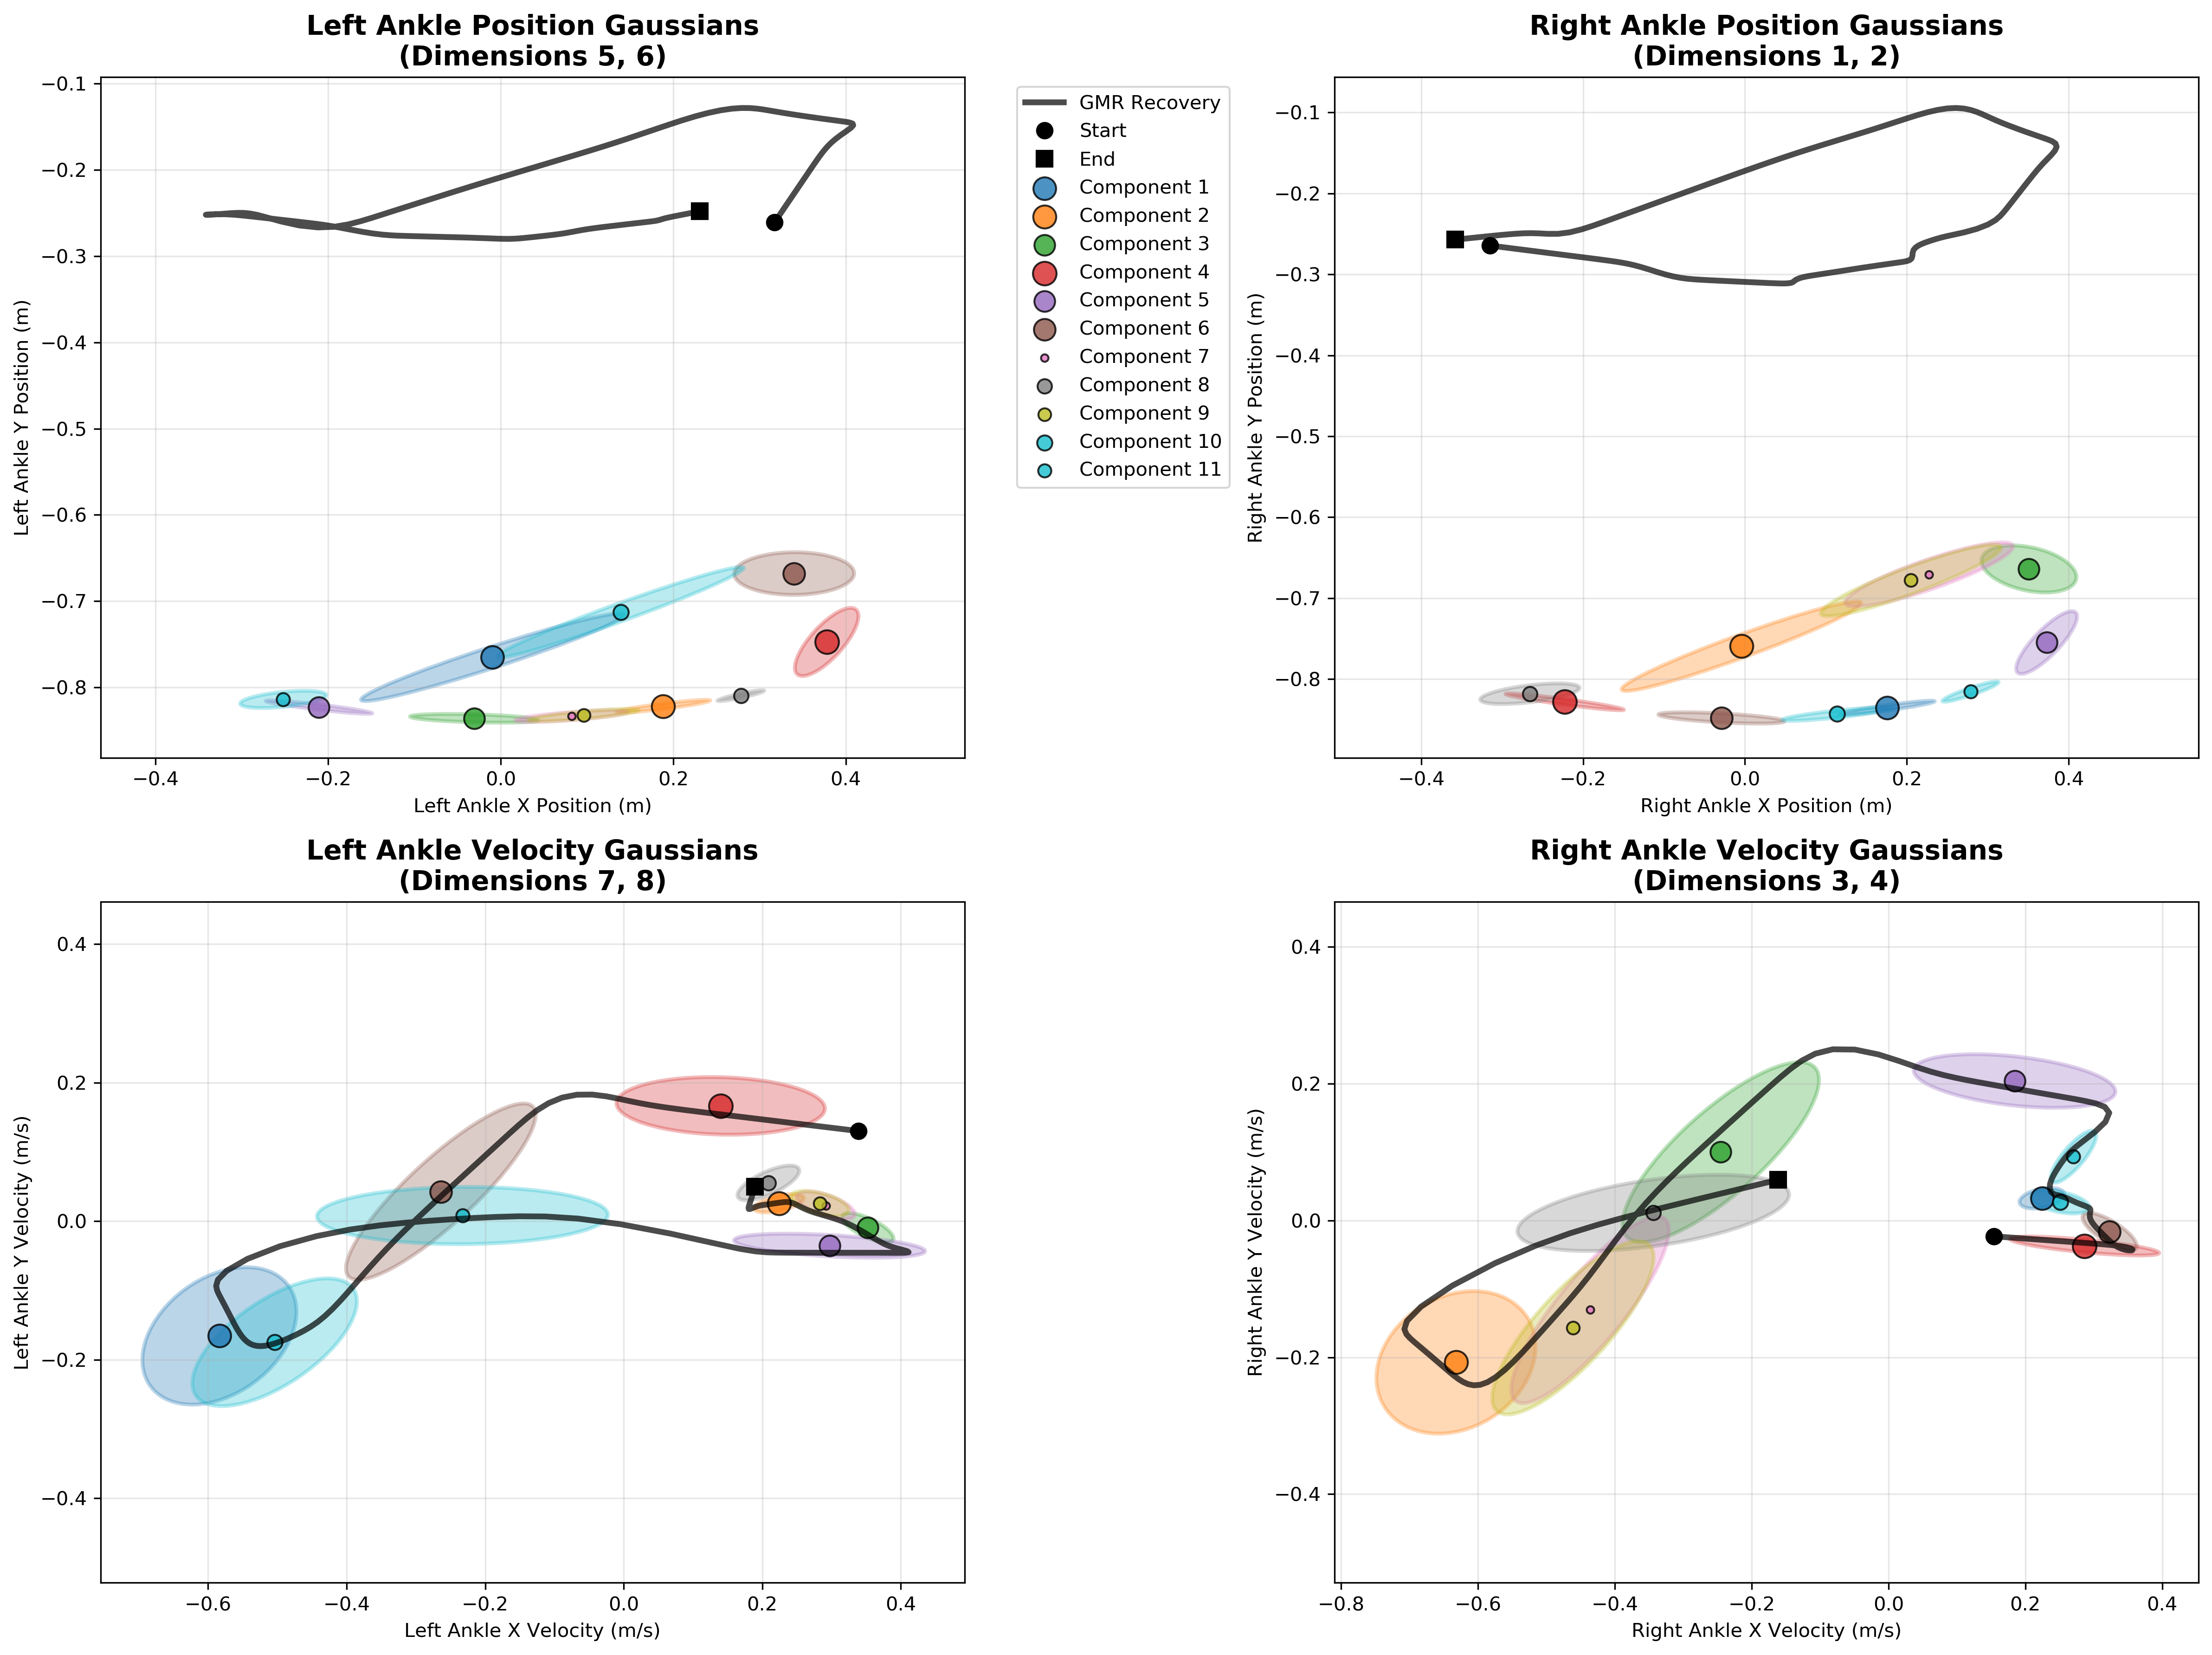 Left Ankle Position Gaussians
(Dimensions 5, 6)
−0.1
−0.2
−0.3
−0.4
−0.5
−0.6
−0.7
−0.8
Left Ankle Y Position (m)
−0.4
−0.2
0.0
0.2
0.4
Left Ankle X Position (m)
GMR Recovery
Start
End
Component 1
Component 2
Component 3
Component 4
Component 5
Component 6
Component 7
Component 8
Component 9
Component 10
Component 11
Right Ankle Position Gaussians
(Dimensions 1, 2)
−0.1
−0.2
−0.3
−0.4
−0.5
−0.6
−0.7
−0.8
Right Ankle Y Position (m)
−0.4
−0.2
0.0
0.2
0.4
Right Ankle X Position (m)
Left Ankle Velocity Gaussians
(Dimensions 7, 8)
0.4
0.2
0.0
−0.2
−0.4
Left Ankle Y Velocity (m/s)
−0.6
−0.4
−0.2
0.0
0.2
0.4
Left Ankle X Velocity (m/s)
Right Ankle Velocity Gaussians
(Dimensions 3, 4)
0.4
0.2
0.0
−0.2
−0.4
Right Ankle Y Velocity (m/s)
−0.8
−0.6
−0.4
−0.2
0.0
0.2
0.4
Right Ankle X Velocity (m/s)